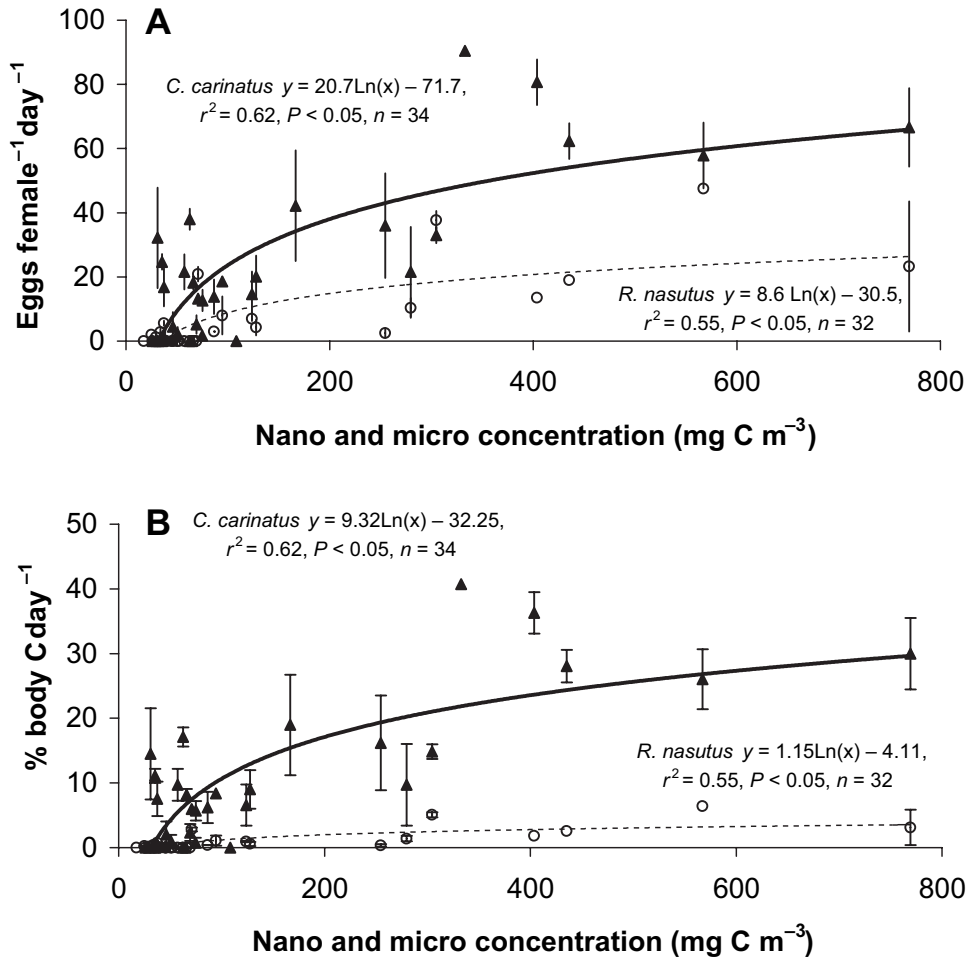 A
100
80
60
40
20
0
Eggs female⁻¹day⁻¹
C. carinatus y = 20.7Ln(x) – 71.7,
r² = 0.62, P < 0.05, n = 34
R. nasutus y = 8.6 Ln(x) – 30.5,
r² = 0.55, P < 0.05, n = 32
0 200 400 600 800
Nano and micro concentration (mg C m⁻³)
B
50
40
30
20
10
0
% body C day⁻¹
C. carinatus y = 9.32Ln(x) – 32.25,
r² = 0.62, P < 0.05, n = 34
R. nasutus y = 1.15Ln(x) – 4.11,
r² = 0.55, P < 0.05, n = 32
0 200 400 600 800
Nano and micro concentration (mg C m⁻³)